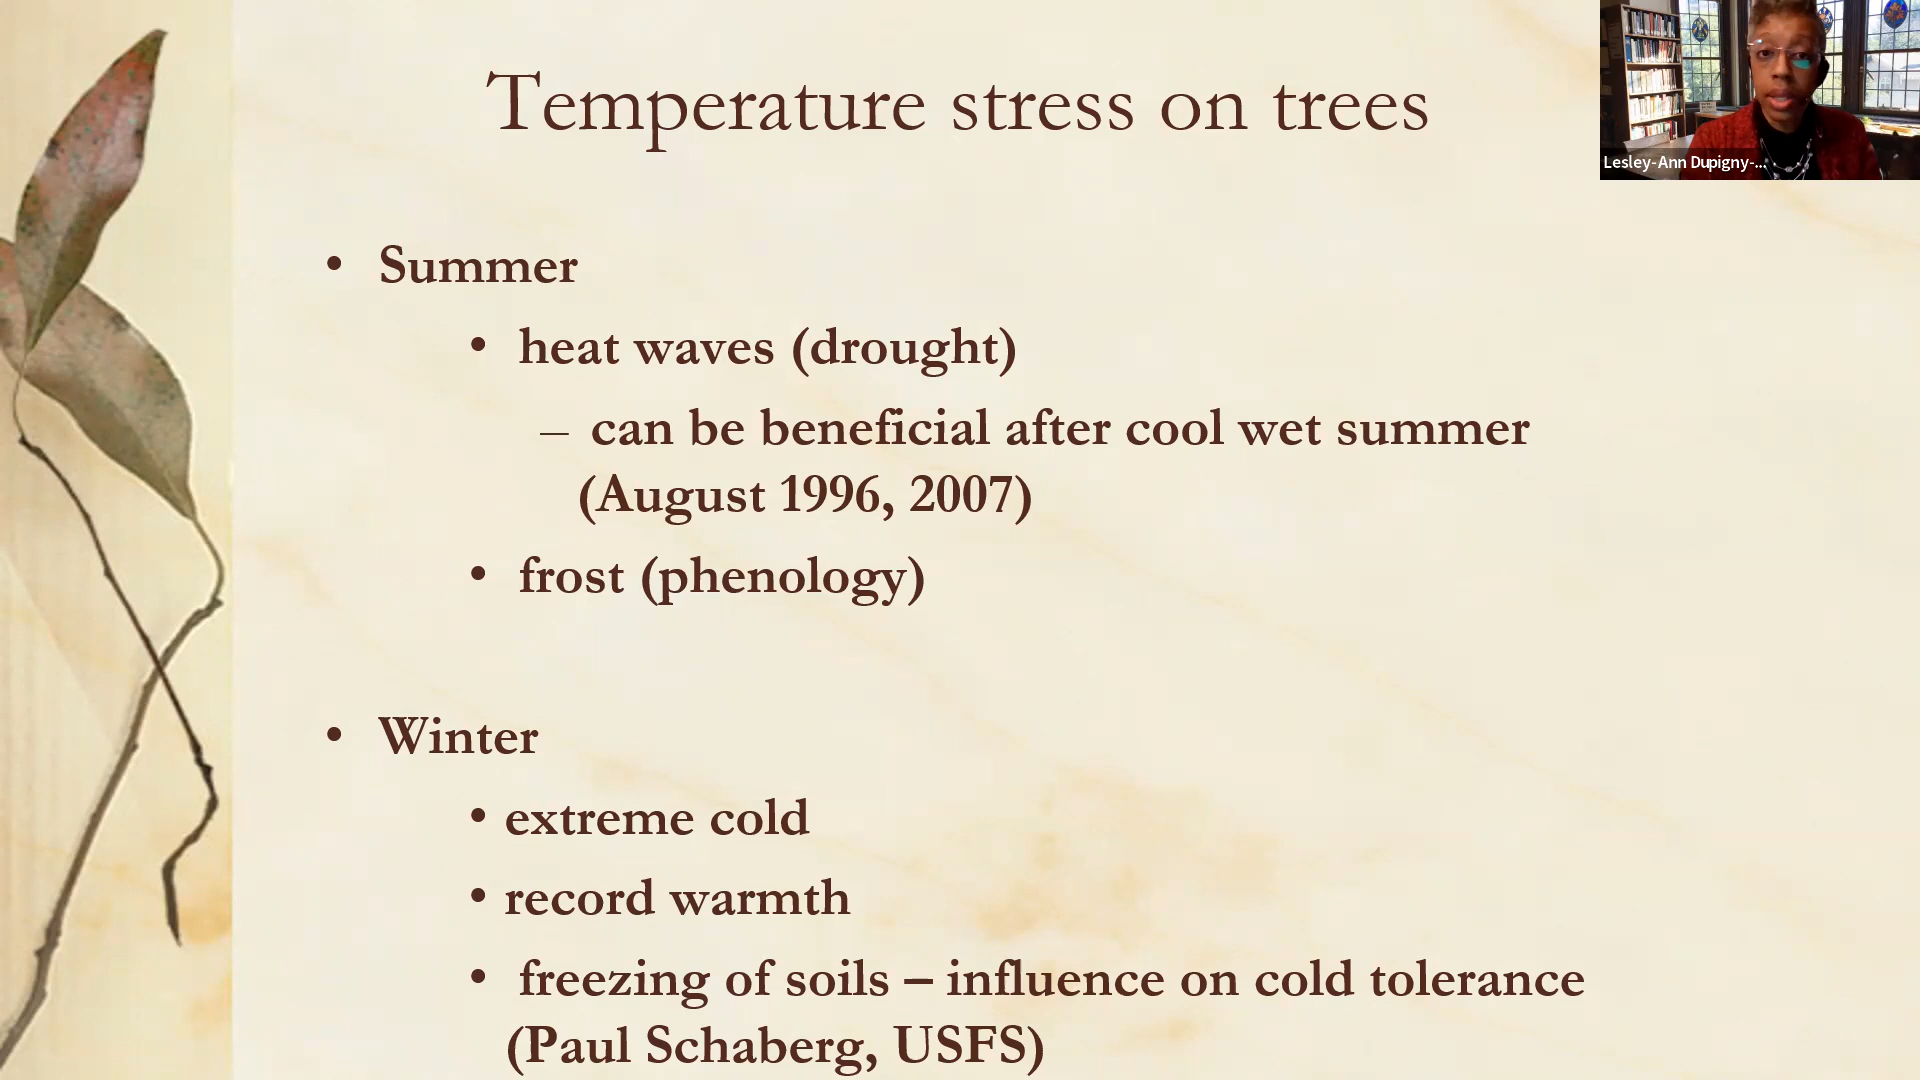 Temperature stress on trees
Lesley-Ann Dupigny-...
• Summer
• heat waves (drought)
– can be beneficial after cool wet summer
(August 1996, 2007)
• frost (phenology)
• Winter
• extreme cold
• record warmth
• freezing of soils – influence on cold tolerance
(Paul Schaberg, USFS)